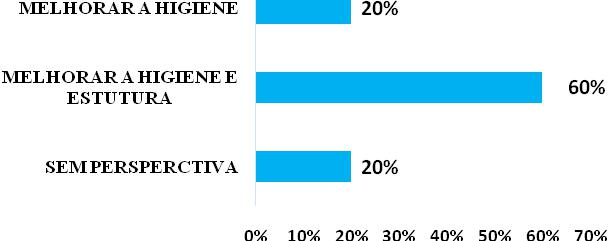 MELHORAR A HIGIENE 20%
MELHORAR A HIGIENE E
ESTUTURA 60%
SEM PERSPERCTIVA 20%
0% 10% 20% 30% 40% 50% 60% 70%